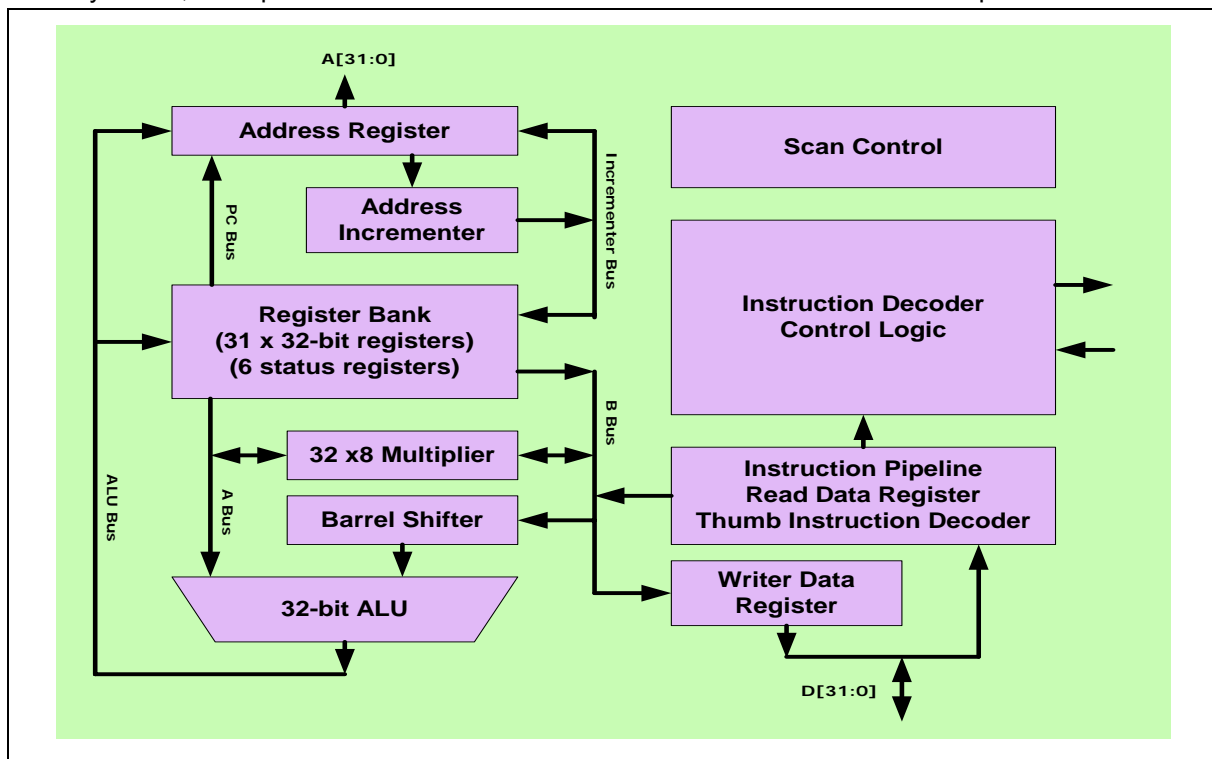 A[31:0]
Address Register
Scan Control
Incrementer Bus
Address
Incrementer
PC Bus
Instruction Decoder
Control Logic
Register Bank
(31 x 32-bit registers)
(6 status registers)
B Bus
32 x8 Multiplier
Instruction Pipeline
Read Data Register
Thumb Instruction Decoder
ALU Bus
A Bus
Barrel Shifter
Writer Data
Register
32-bit ALU
D[31:0]